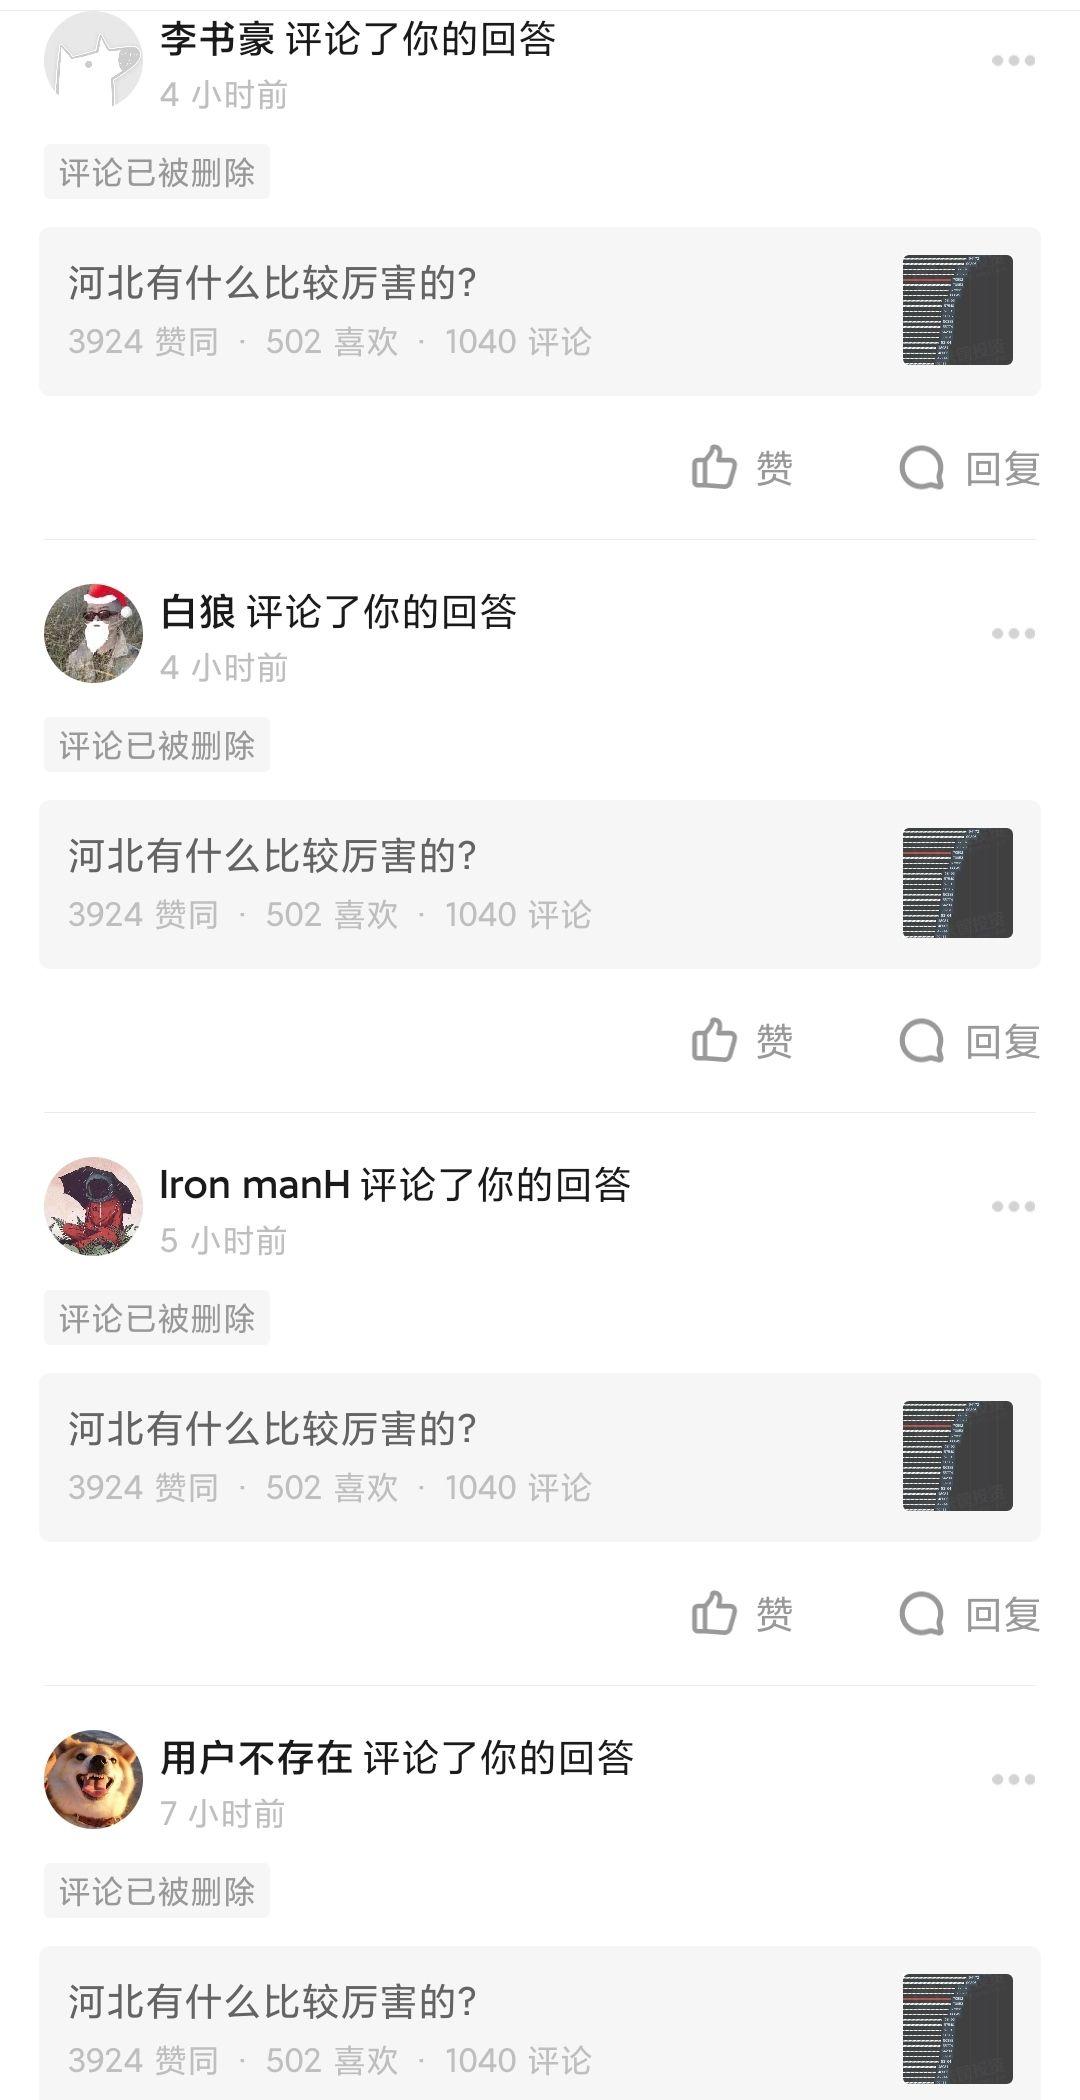 李书豪 评论了你的回答
4 小时前
评论已被删除
河北有什么比较厉害的?
3924 赞同 · 502 喜欢 · 1040 评论
赞 回复
白狼 评论了你的回答
4 小时前
评论已被删除
河北有什么比较厉害的?
3924 赞同 · 502 喜欢 · 1040 评论
赞 回复
Iron manH 评论了你的回答
5 小时前
评论已被删除
河北有什么比较厉害的?
3924 赞同 · 502 喜欢 · 1040 评论
赞 回复
用户不存在 评论了你的回答
7 小时前
评论已被删除
河北有什么比较厉害的?
3924 赞同 · 502 喜欢 · 1040 评论